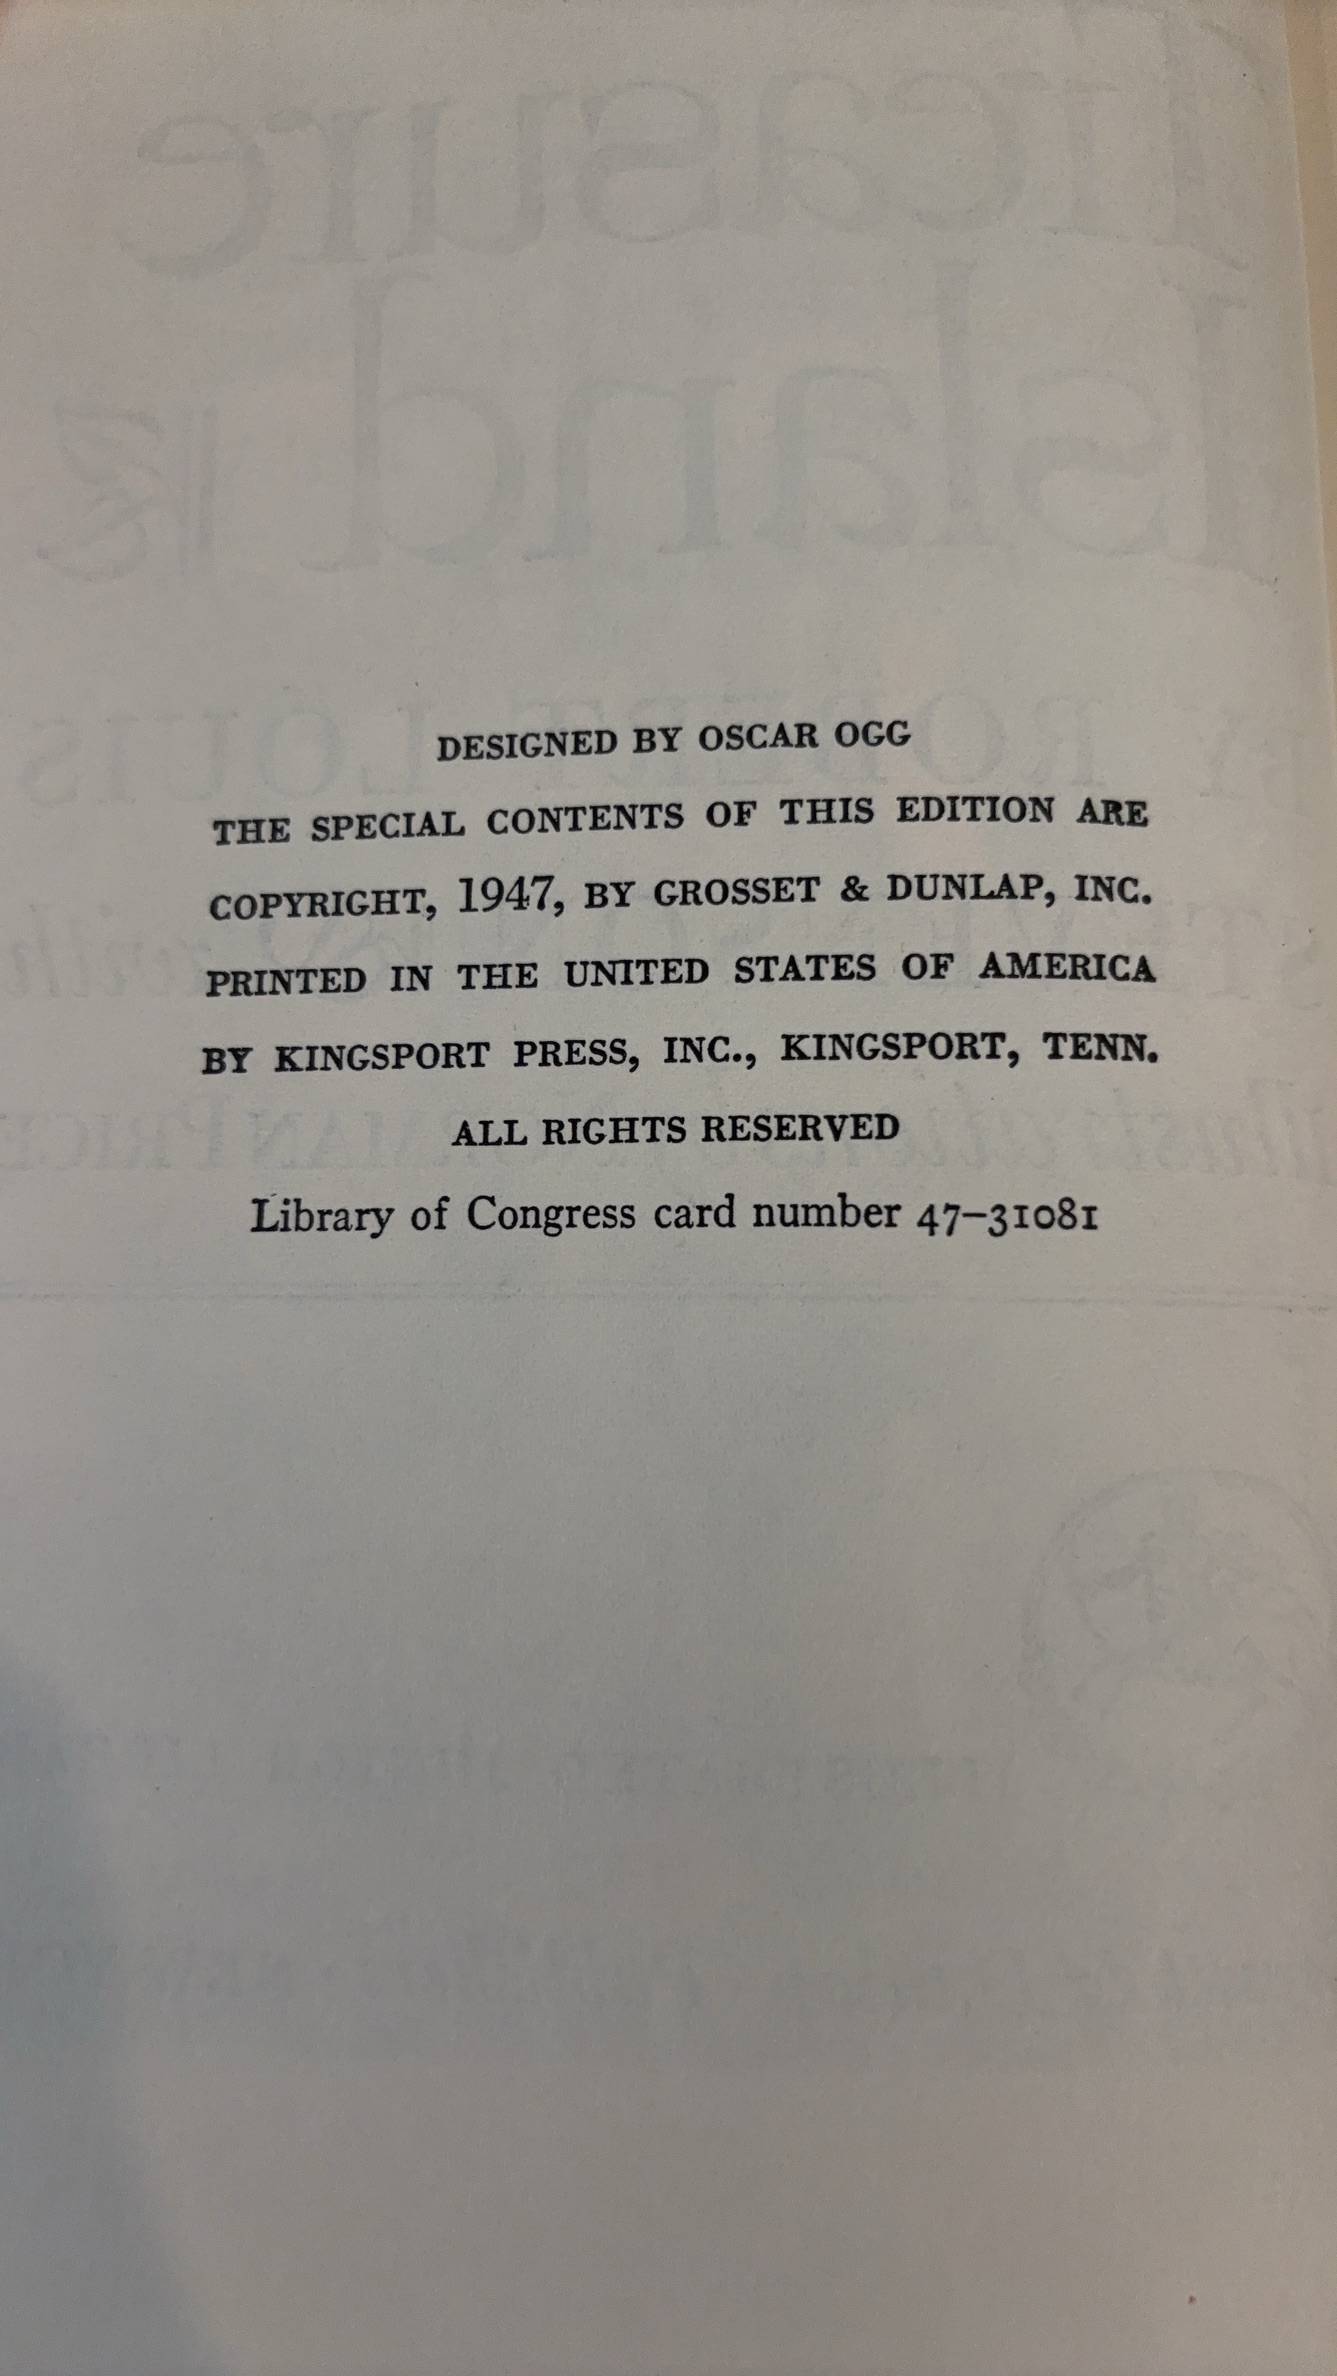 DESIGNED BY OSCAR OGG
THE SPECIAL CONTENTS OF THIS EDITION ARE
COPYRIGHT, 1947, BY GROSSET & DUNLAP, INC.
PRINTED IN THE UNITED STATES OF AMERICA
BY KINGSPORT PRESS, INC., KINGSPORT, TENN.
ALL RIGHTS RESERVED
Library of Congress card number 47-31081